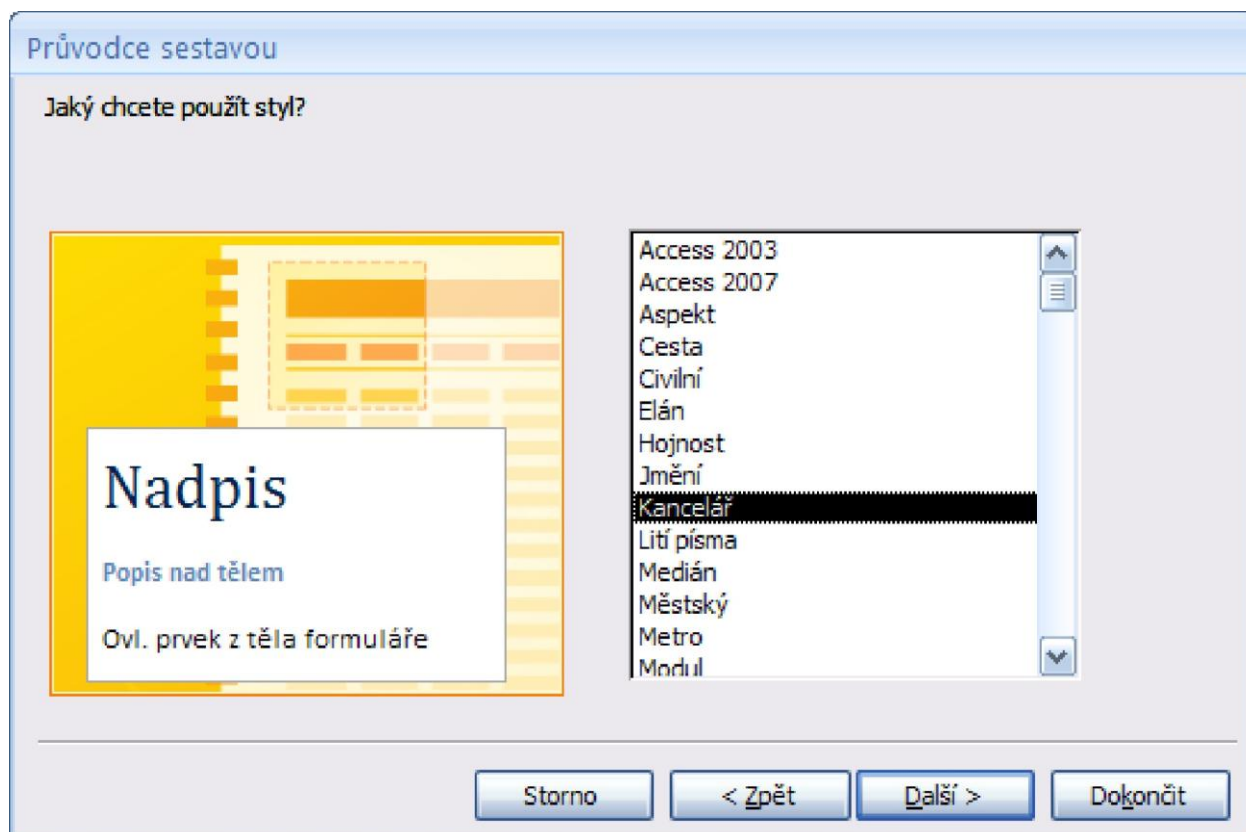 Průvodce sestavou
Jaký chcete použít styl?
Nadpis
Popis nad tělem
Ovl. prvek z těla formuláře
Access 2003
Access 2007
Aspekt
Cesta
Civilní
Elán
Hojnost
Jmění
Kancelář
Lití písma
Medián
Městský
Metro
Modul
Storno
< Zpět
Další >
Dokončit